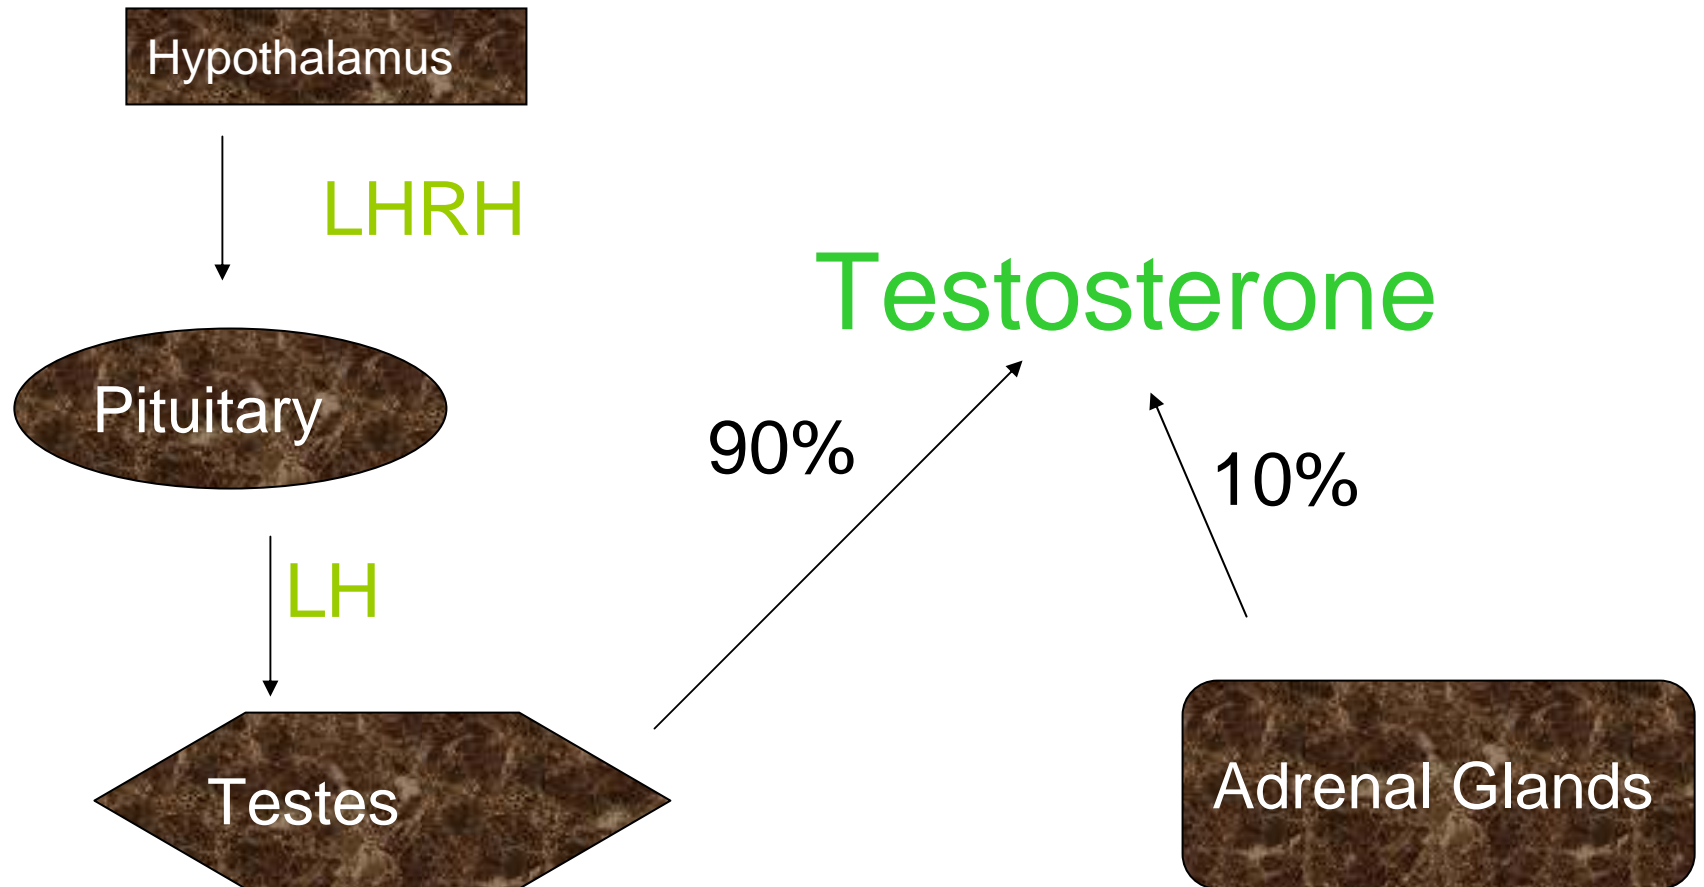 Hypothalamus
LHRH
Testosterone
Pituitary
90%
10%
LH
Testes
Adrenal Glands